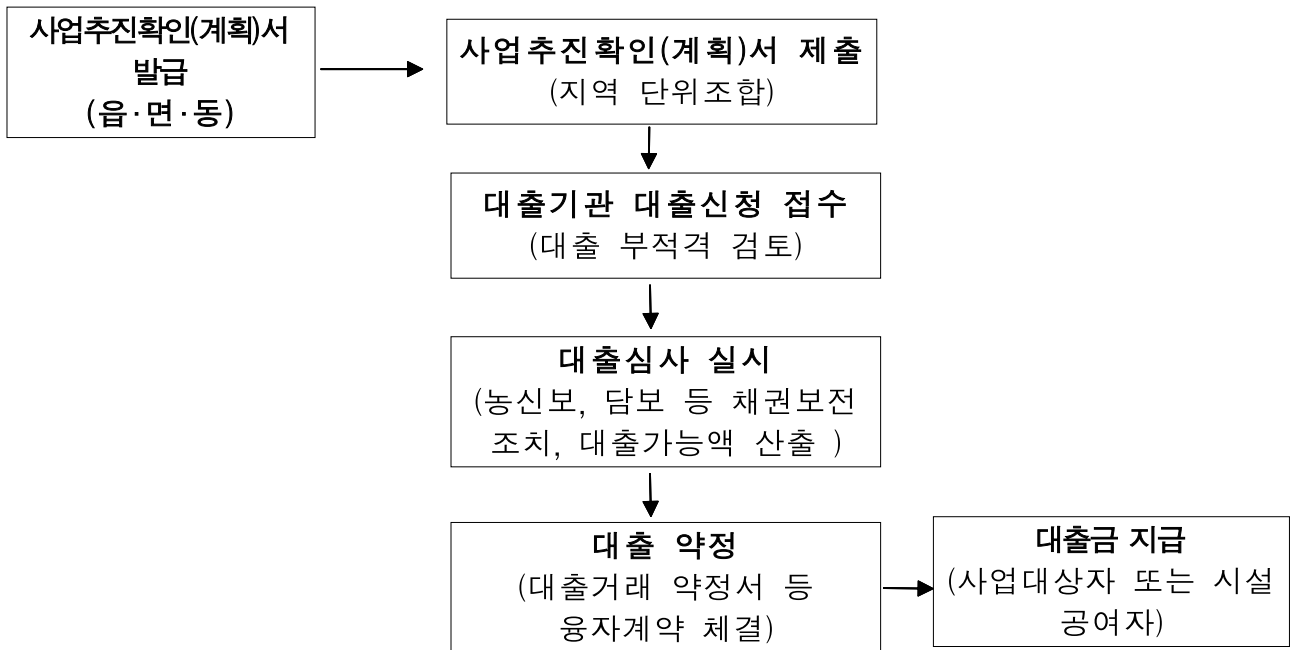 사업추진확인(계획)서
발급
(읍·면·동)
사업추진확인(계획)서 제출
(지역 단위조합)
대출기관 대출신청 접수
(대출 부적격 검토)
대출심사 실시
(농신보, 담보 등 채권보전
조치, 대출가능액 산출 )
대출 약정
(대출거래 약정서 등
융자계약 체결)
대출금 지급
(사업대상자 또는 시설
공여자)